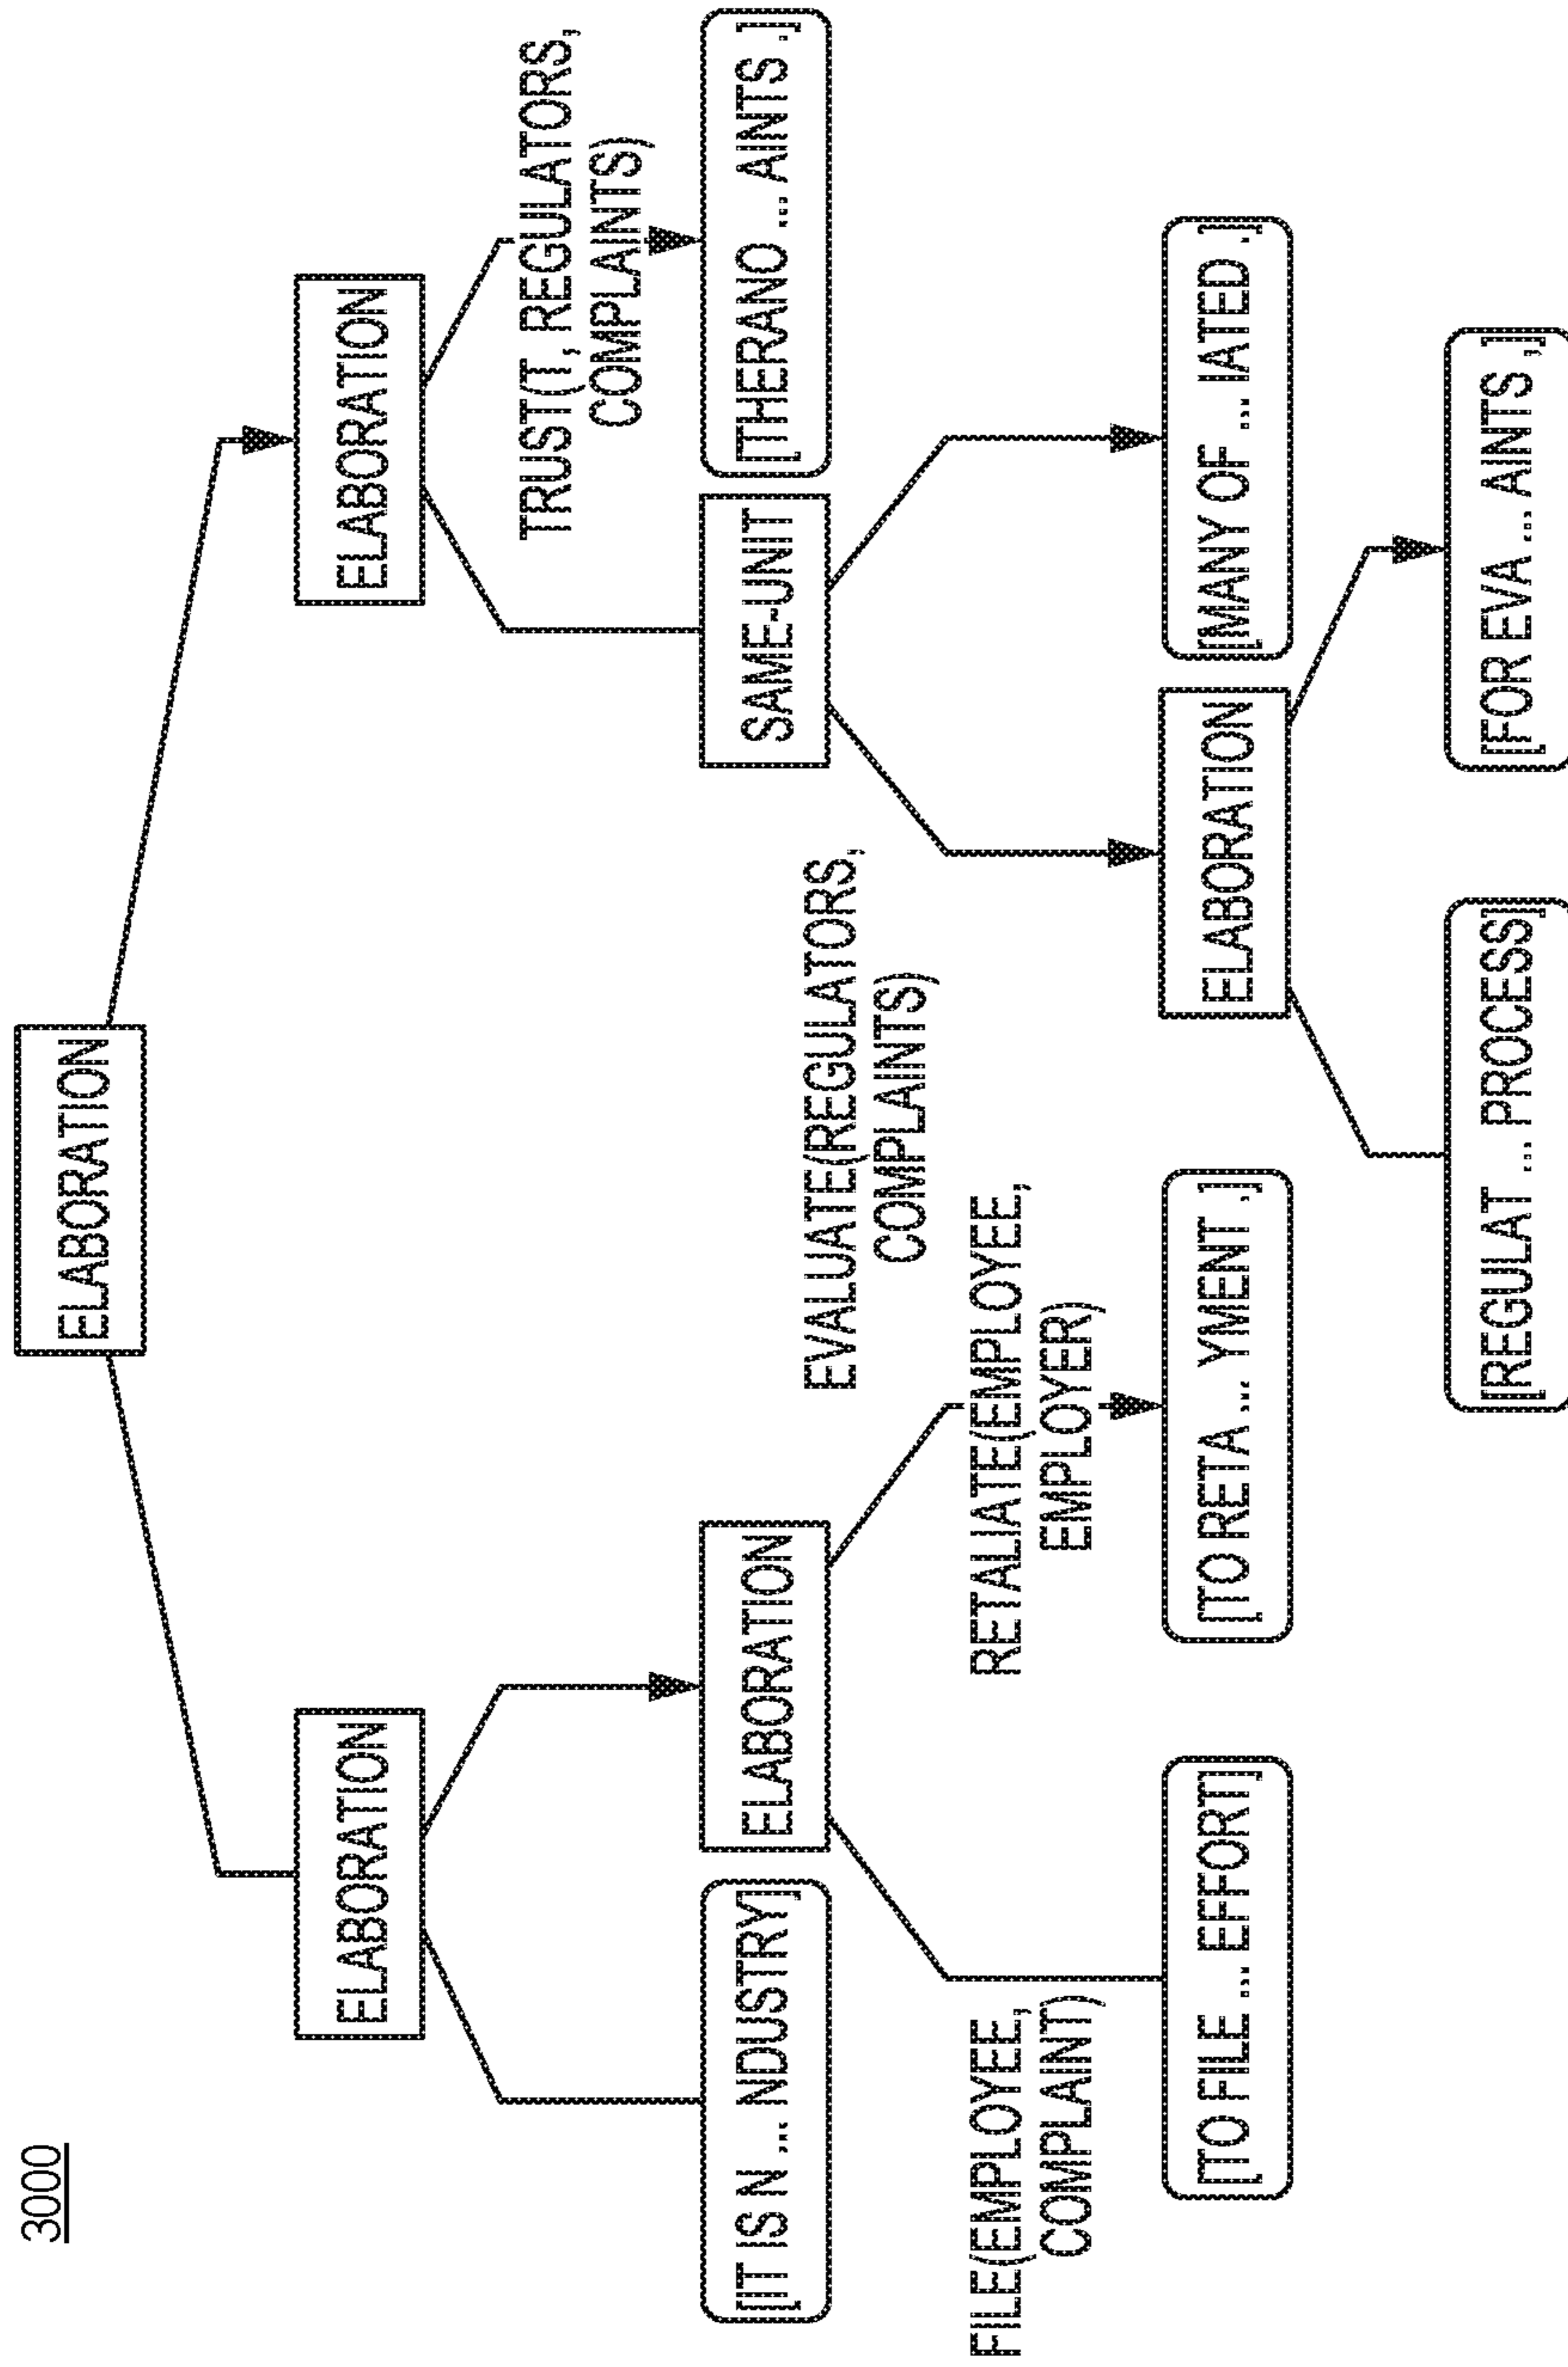 3000
ELABORATION
ELABORATION
ELABORATION
TRUST(T, REGULATORS,
COMPLAINTS)
[IT IS N ... NDUSTRY]
ELABORATION
SAME-UNIT
[THERANO ... AINTS ,]
EVALUATE(REGULATORS,
COMPLAINTS)
FILE(EMPLOYEE,
COMPLAINT)
RETALIATE(EMPLOYEE,
EMPLOYER)
[TO FILE ... EFFORT]
[TO RETA ... YMENT ,]
ELABORATION
[MANY OF ... IATED .]
[REGULAT ... PROCESS]
[FOR EVA ... AINTS ,]